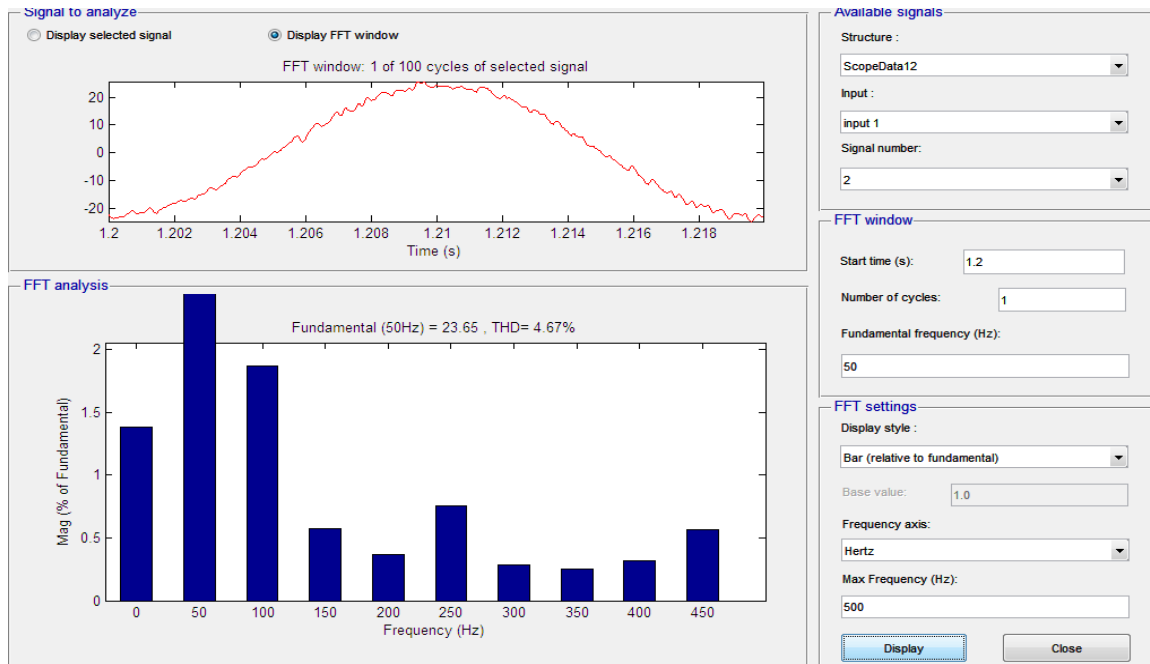 Signal to analyze
Display selected signal
Display FFT window
FFT window: 1 of 100 cycles of selected signal
20
10
0
-10
-20
1.2 1.202 1.204 1.206 1.208 1.21 1.212 1.214 1.216 1.218
Time (s)
FFT analysis
Fundamental (50Hz) = 23.65 , THD= 4.67%
Mag (% of Fundamental)
2
1.5
1
0.5
0
0 50 100 150 200 250 300 350 400 450
Frequency (Hz)
Available signals
Structure :
ScopeData12
Input :
input 1
Signal number:
2
FFT window
Start time (s): 1.2
Number of cycles: 1
Fundamental frequency (Hz):
50
FFT settings
Display style :
Bar (relative to fundamental)
Base value: 1.0
Frequency axis:
Hertz
Max Frequency (Hz):
500
Display
Close